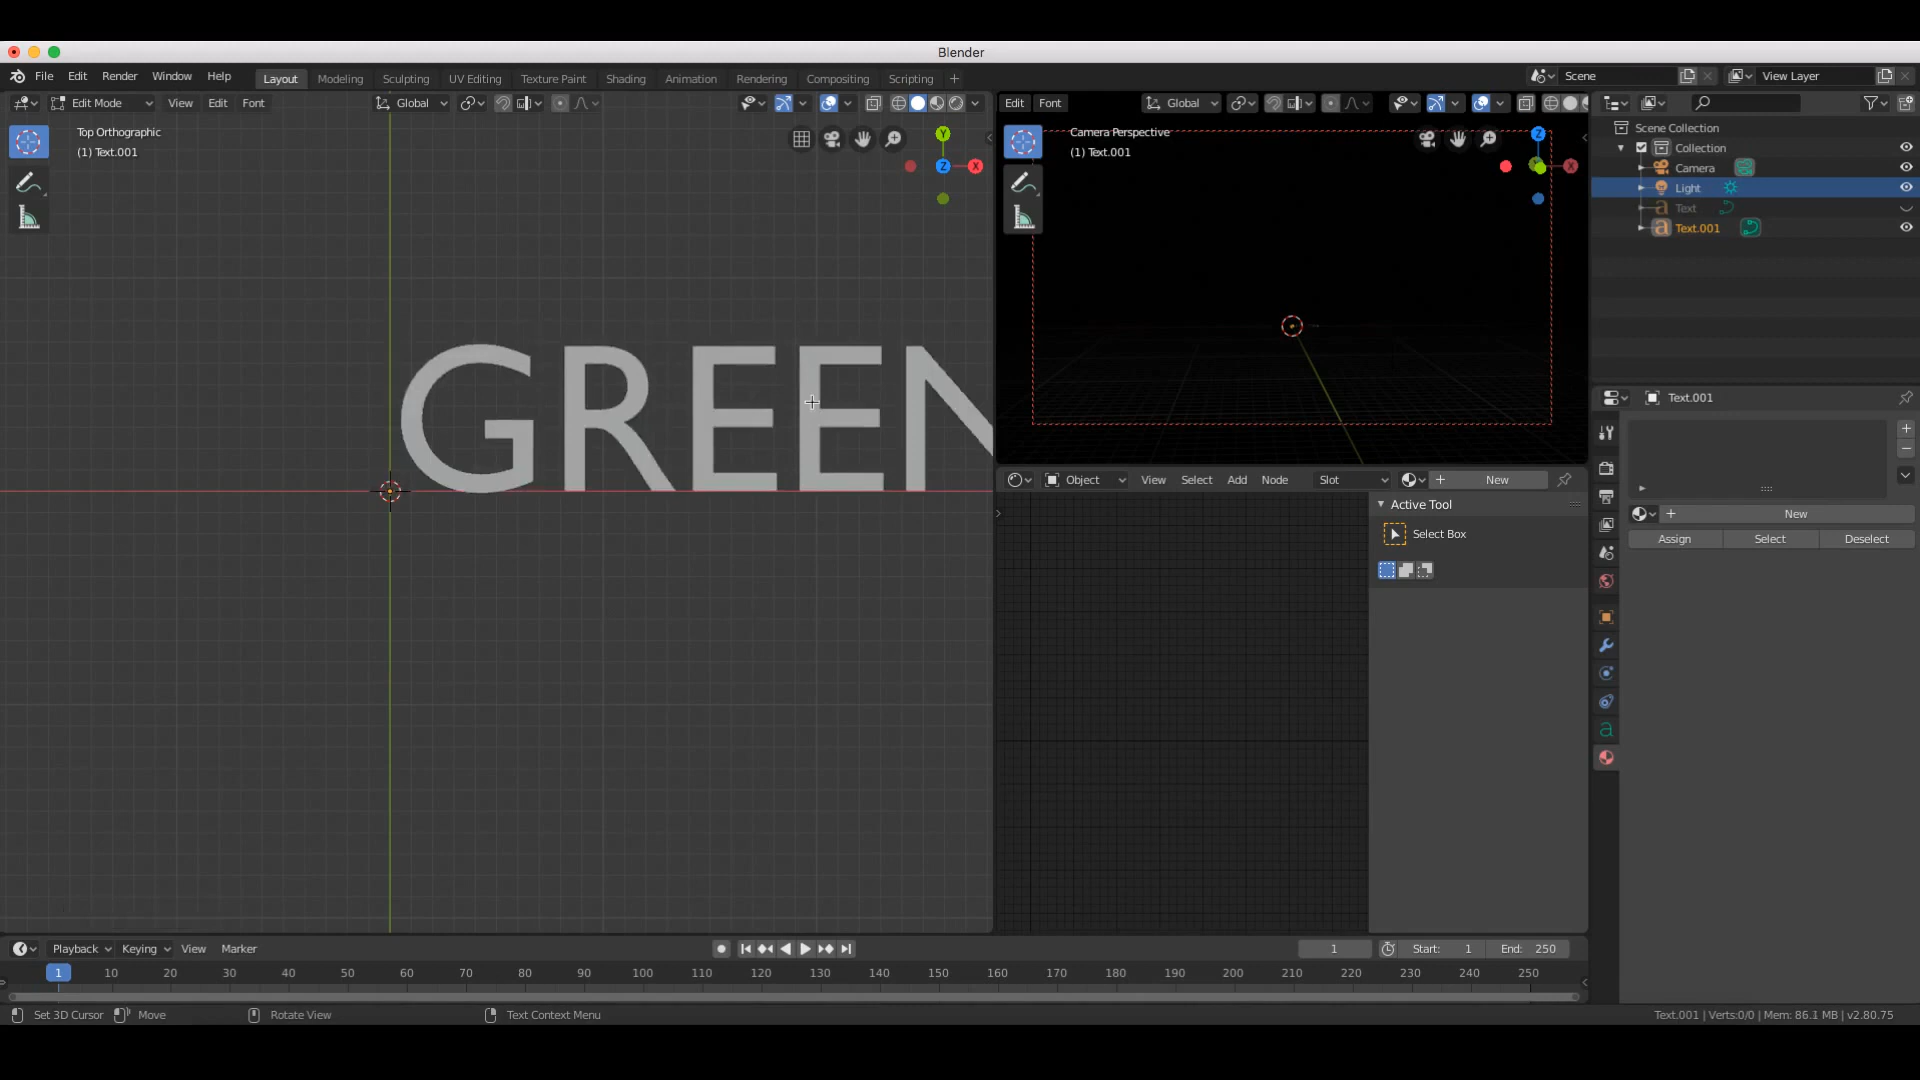 Blender
File Edit Render Window Help Layout Modeling Sculpting UV Editing Texture Paint Shading Animation Rendering Compositing Scripting + Scene View Layer
Edit Mode View Edit Font Global Edit Font Global
Top Orthographic
(1) Text.001
Y
Z
X
GREEN
Camera Perspective
(1) Text.001
Z
X
Scene Collection
Collection
Camera
Light
Text
Text.001
Text.001
New
Assign Select Deselect
Object View Select Add Node Slot New
Active Tool
Select Box
Playback Keying View Marker 1 Start: 1 End: 250
1 10 20 30 40 50 60 70 80 90 100 110 120 130 140 150 160 170 180 190 200 210 220 230 240 250
Set 3D Cursor Move Rotate View Text Context Menu Text.001 | Verts:0/0 | Mem: 86.1 MB | v2.80.75